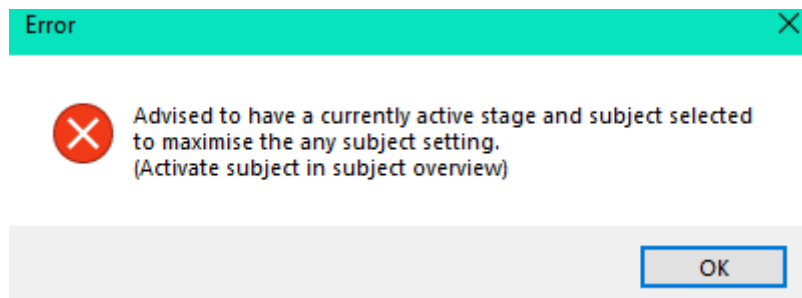 Error
Advised to have a currently active stage and subject selected
to maximise the any subject setting.
(Activate subject in subject overview)
OK